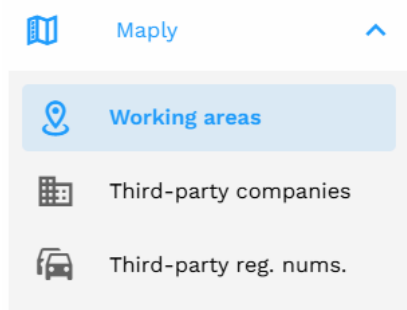 Maply
Working areas
Third-party companies
Third-party reg. nums.